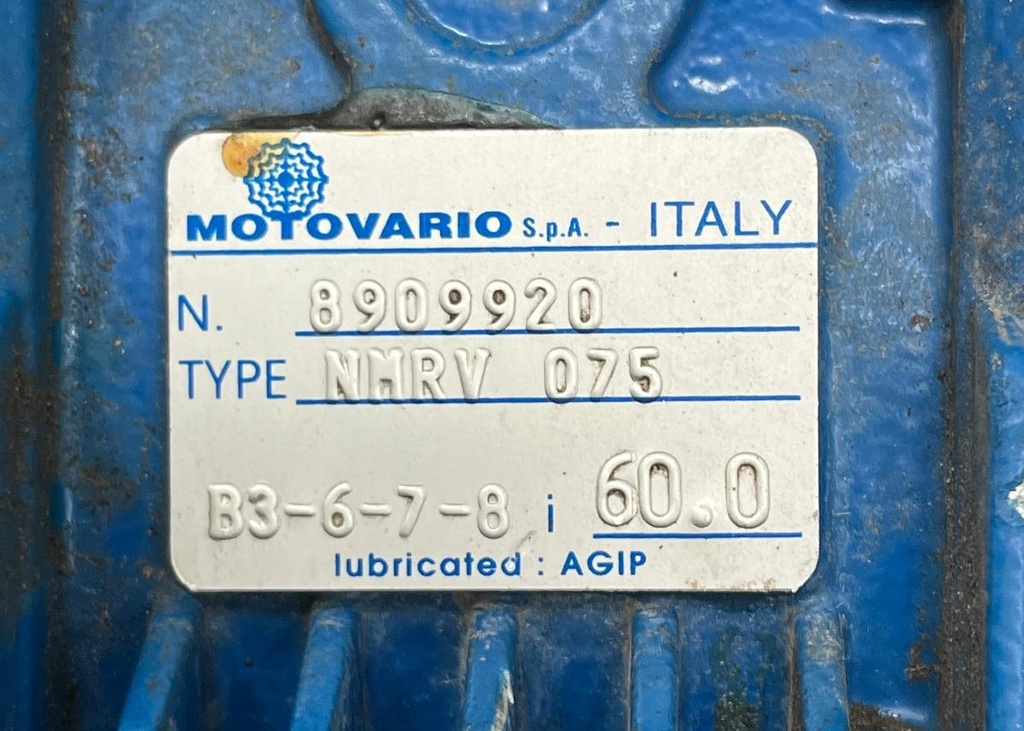 MOTOVARIO S.p.A. - ITALY
N. 8909920
TYPE NMRV 075
B3-6-7-8 i 60.0
lubricated : AGIP